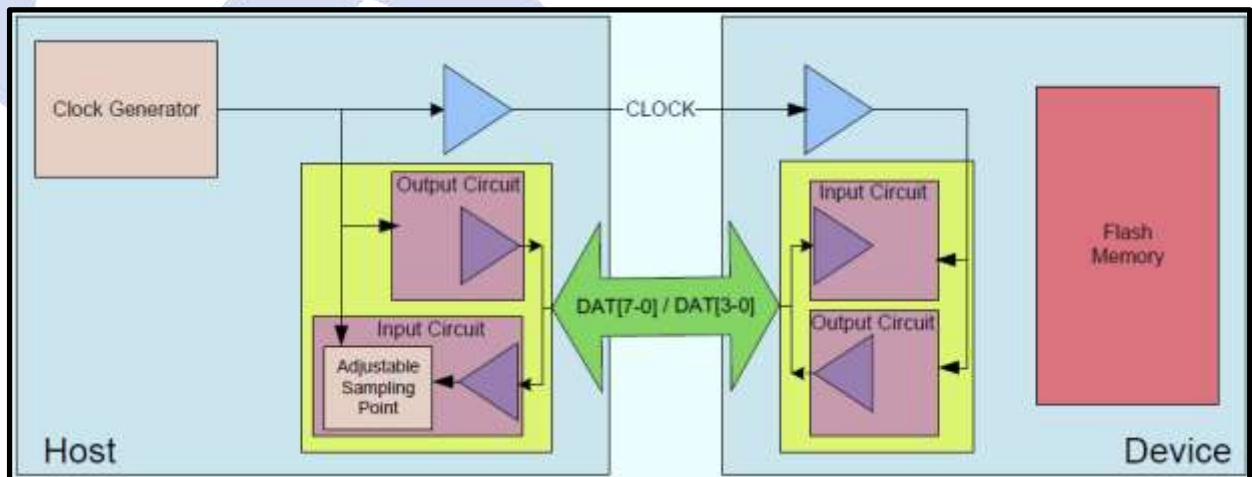 Clock Generator
CLOCK
Output Circuit
Input Circuit
Adjustable
Sampling
Point
DAT[7-0] / DAT[3-0]
Input Circuit
Output Circuit
Flash
Memory
Host
Device